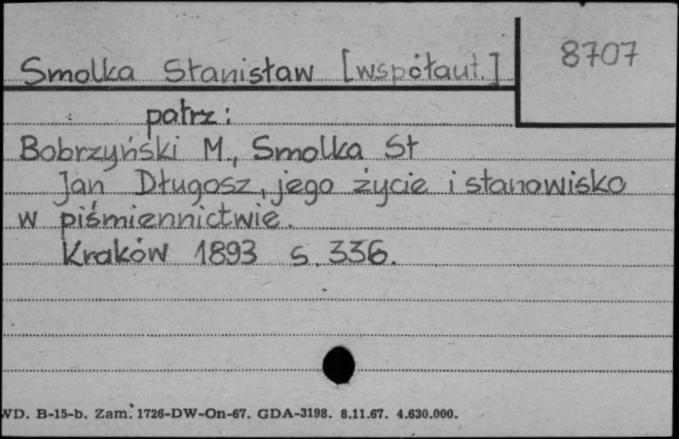 8707
Smolka Stanisław [współaut.]
patrz:
Bobrzyński M., Smolka St
Jan Długosz, jego życie i stanowisko
w piśmiennictwie.
Kraków 1893 s. 336.
WD. B-15-b. Zam. 1726-DW-On-67. GDA-3198. 8.11.67. 4.630.000.